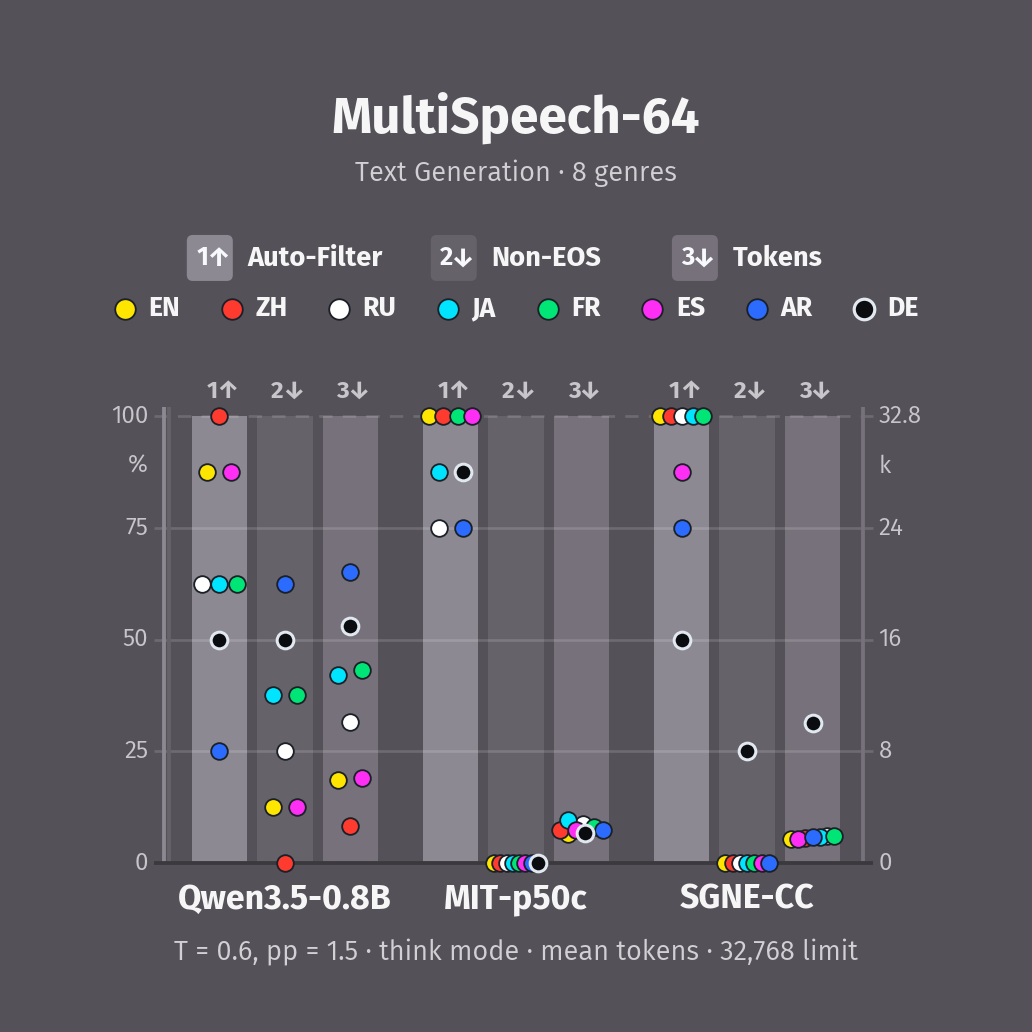 MultiSpeech-64
Text Generation · 8 genres
1↑ Auto-Filter 2↓ Non-EOS 3↓ Tokens
EN ZH RU JA FR ES AR DE
1↑ 2↓ 3↓ 1↑ 2↓ 3↓ 1↑ 2↓ 3↓
100 32.8
% k
75 24
50 16
25 8
0 0
Qwen3.5-0.8B MIT-p50c SGNE-CC
T = 0.6, pp = 1.5 · think mode · mean tokens · 32,768 limit